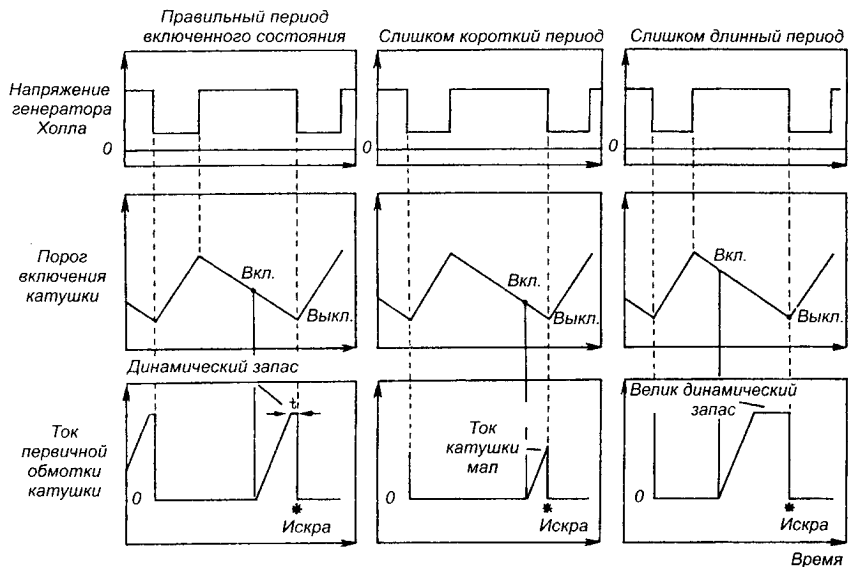 Правильный период
включенного состояния
Слишком короткий период
Слишком длинный период
Напряжение
генератора
Холла
0
0
0
Порог
включения
катушки
Вкл.
Выкл.
Вкл.
Выкл.
Вкл.
Выкл.
Динамический запас
t
Ток
первичной
обмотки
катушки
0
Искра
Ток
катушки
мал
Искра
Велик динамический
запас
0
Искра
Время